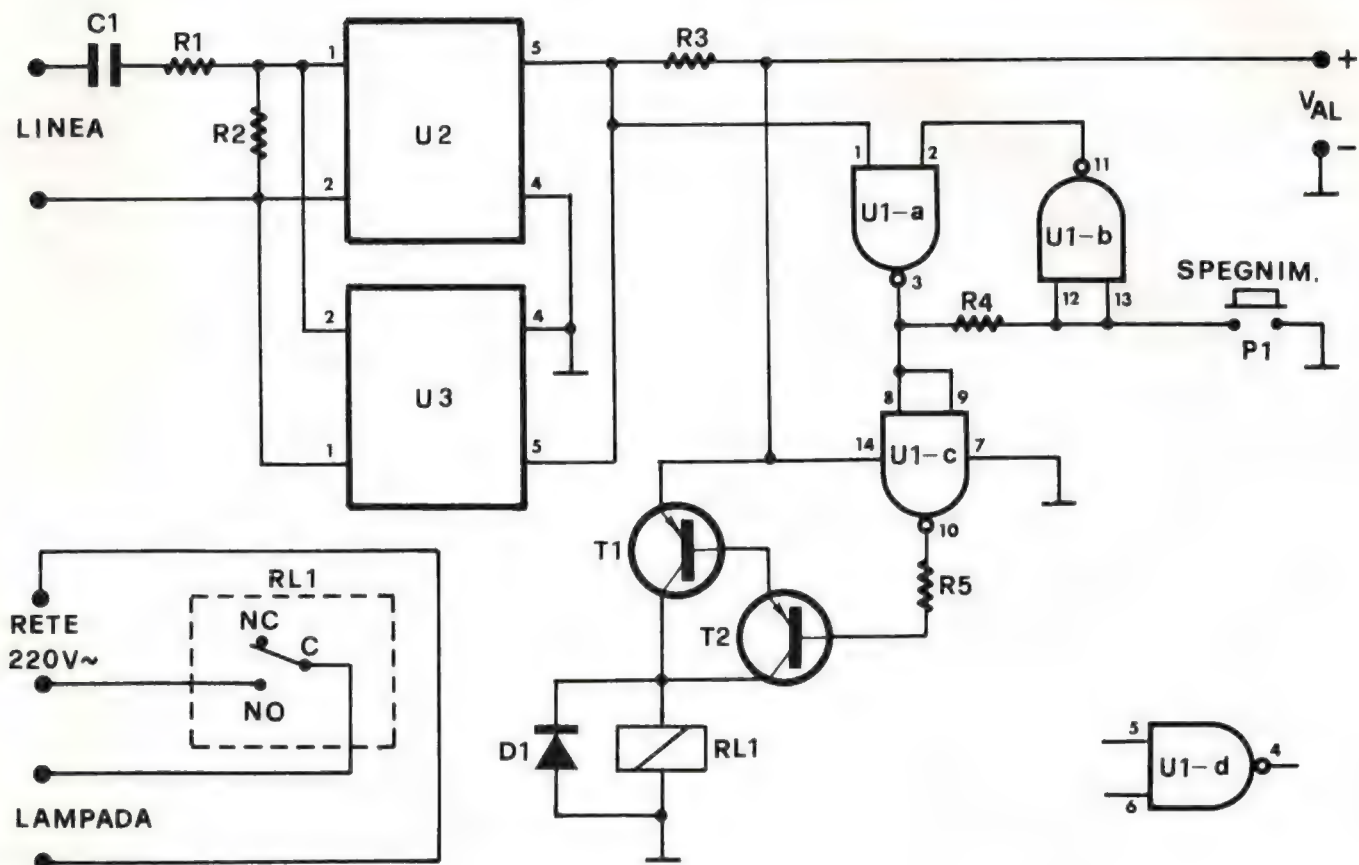 C1
R1
R2
LINEA
1
2
5
4
U2
2
1
4
5
U3
R3
+
VAL
-
1
2
3
U1-a
11
12
13
U1-b
R4
SPEGNIM.
P1
8
9
14
7
10
U1-c
R5
T1
T2
D1
RL1
RETE
220V~
RL1
NC
C
NO
LAMPADA
5
6
4
U1-d